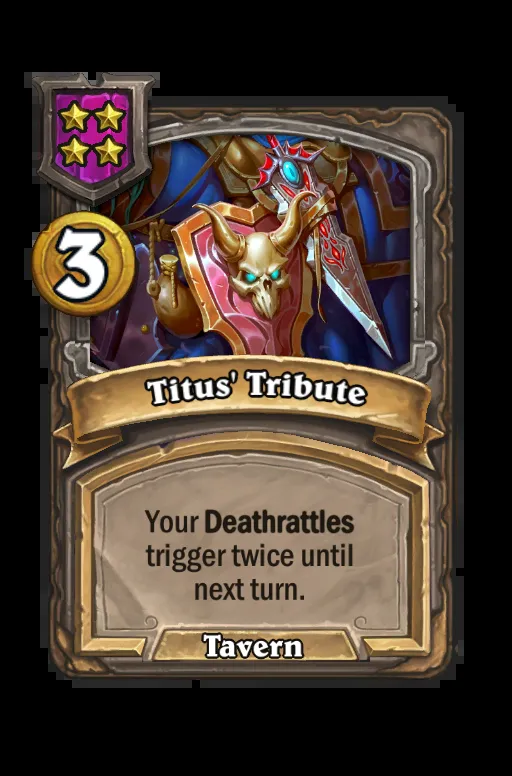 3
Titus' Tribute
Your Deathrattles
trigger twice until
next turn.
Tavern